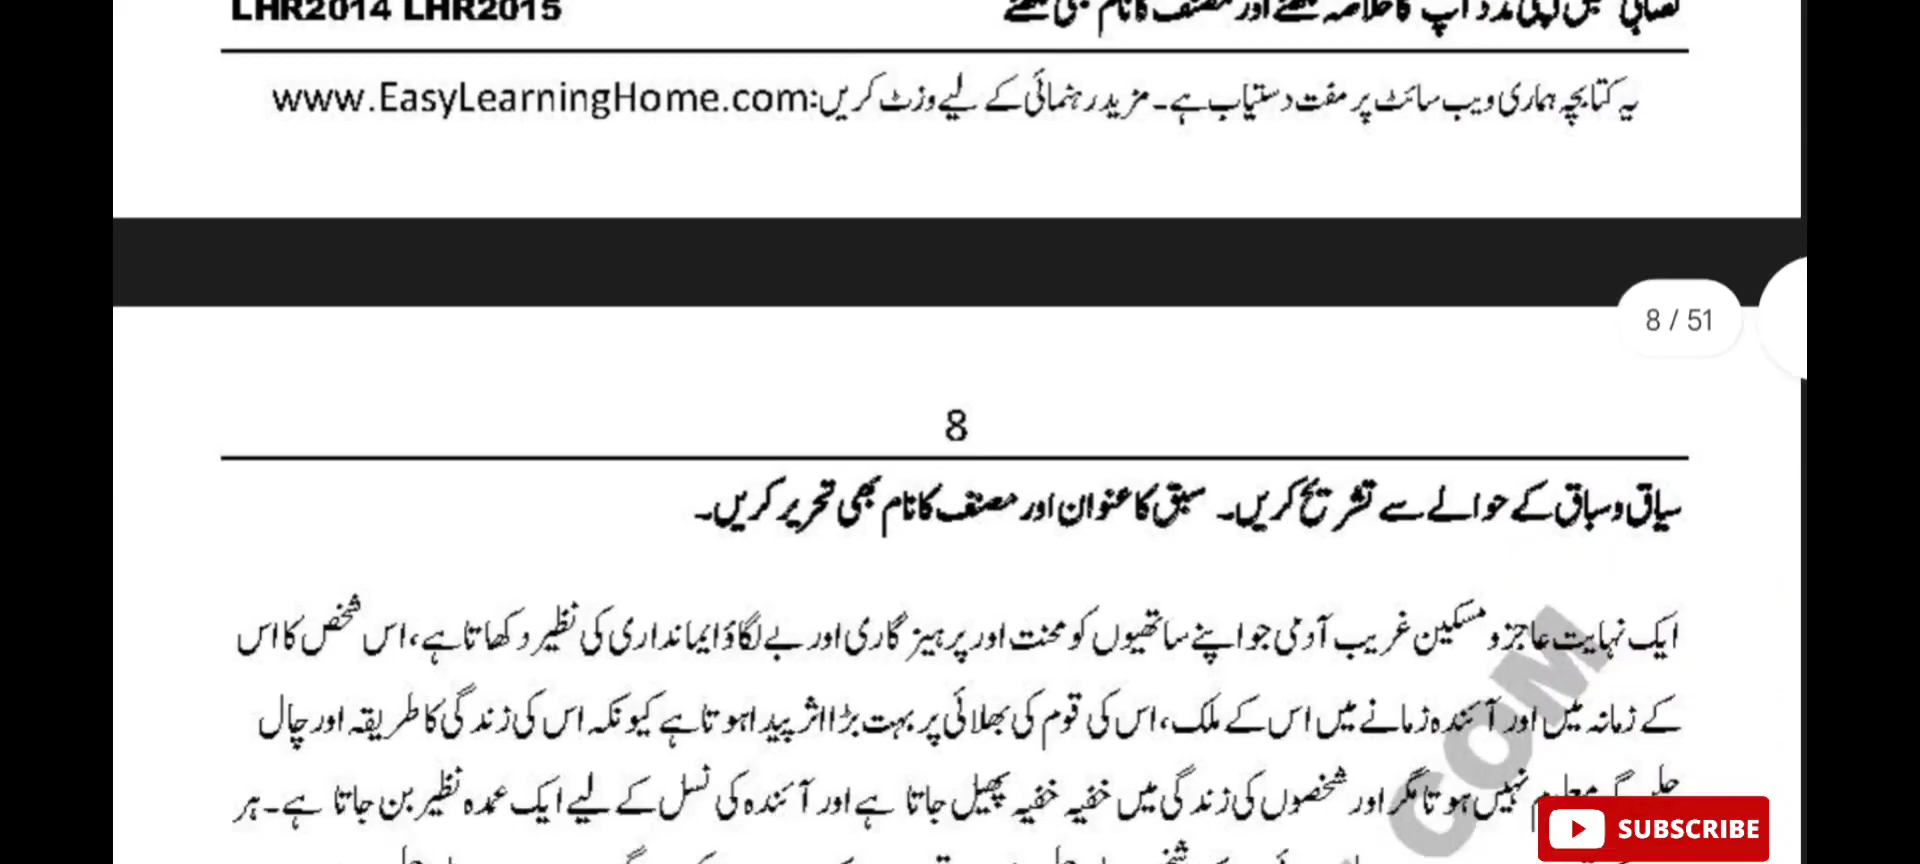 LHR2014 LHR2015
یہ کتابچہ ہماری ویب سائٹ پر مفت دستیاب ہے۔ مزید رہنمائی کے لیے وزٹ کریں: www.EasyLearningHome.com
8 / 51
8
سیاق و سباق کے حوالے سے تشریح کریں۔ سبق کا عنوان اور مصنف کا نام بھی تحریر کریں۔
ایک نہایت عاجز و مسکین غریب آدمی جو اپنے ساتھیوں کو محنت اور پرہیز گاری اور بے لگاؤ ایمانداری کی نظیر دکھاتا ہے، اس شخص کا اس
کے زمانہ میں اور آئندہ زمانے میں اس کے ملک، اس کی قوم کی بھلائی پر بہت بڑا اثر پیدا ہوتا ہے کیونکہ اس کی زندگی کا طریقہ اور چال
نہیں ہوتا مگر اور شخصوں کی زندگی میں خفیہ خفیہ پھیل جاتا ہے اور آئندہ کی نسل کے لیے ایک عمدہ نظیر بن جاتا ہے۔ ہر
COM
SUBSCRIBE